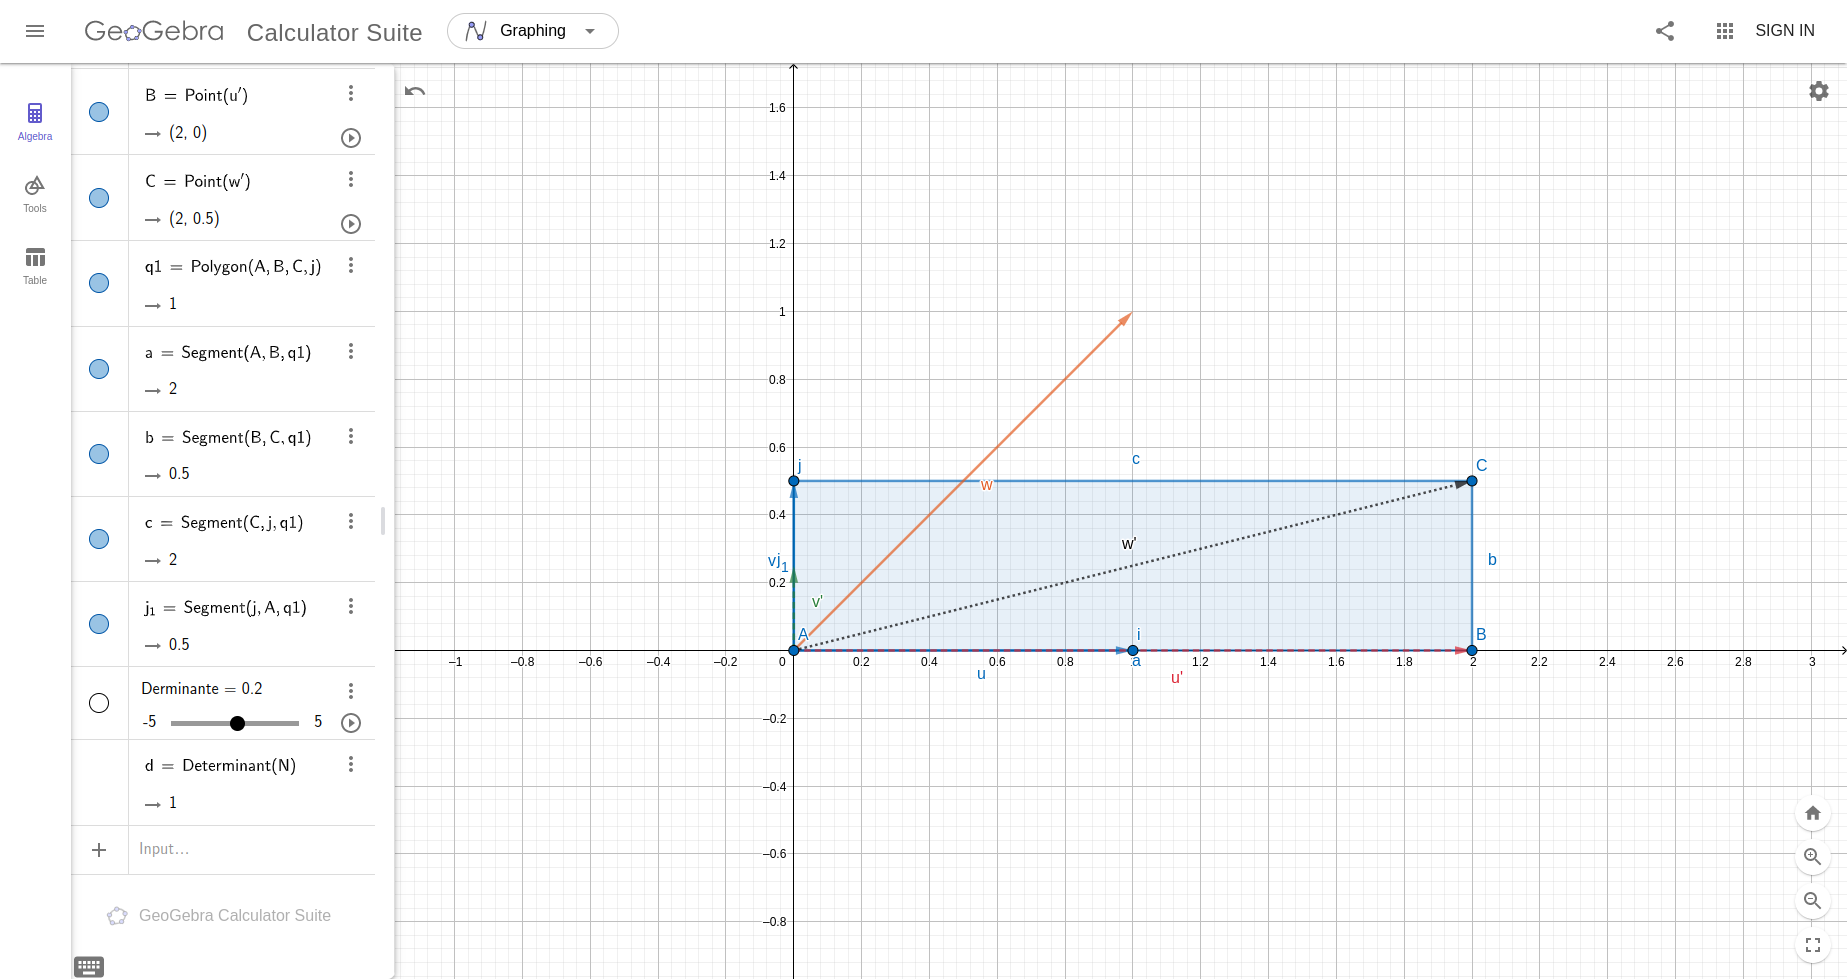 GeoGebra Calculator Suite Graphing SIGN IN
Algebra
Tools
Table
B = Point(u′)
→ (2, 0)
C = Point(w′)
→ (2, 0.5)
q1 = Polygon(A, B, C, j)
→ 1
a = Segment(A, B, q1)
→ 2
b = Segment(B, C, q1)
→ 0.5
c = Segment(C, j, q1)
→ 2
j₁ = Segment(j, A, q1)
→ 0.5
Derminante = 0.2
-5 5
d = Determinant(N)
→ 1
+ Input…
GeoGebra Calculator Suite
1.6
1.4
1.2
1
0.8
0.6
j c C
w
0.4
w'
vj₁ b
0.2
v'
A i B
−1 −0.8 −0.6 −0.4 −0.2 0 0.2 0.4 0.6 0.8 a 1.2 1.4 1.6 1.8 2 2.2 2.4 2.6 2.8 3
u u'
−0.2
−0.4
−0.6
−0.8